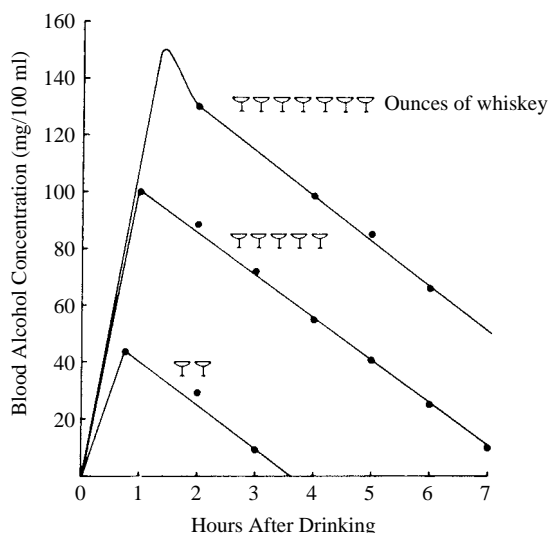 160
140
120
100
80
60
40
20
Blood Alcohol Concentration (mg/100 ml)
Ounces of whiskey
0 1 2 3 4 5 6 7
Hours After Drinking